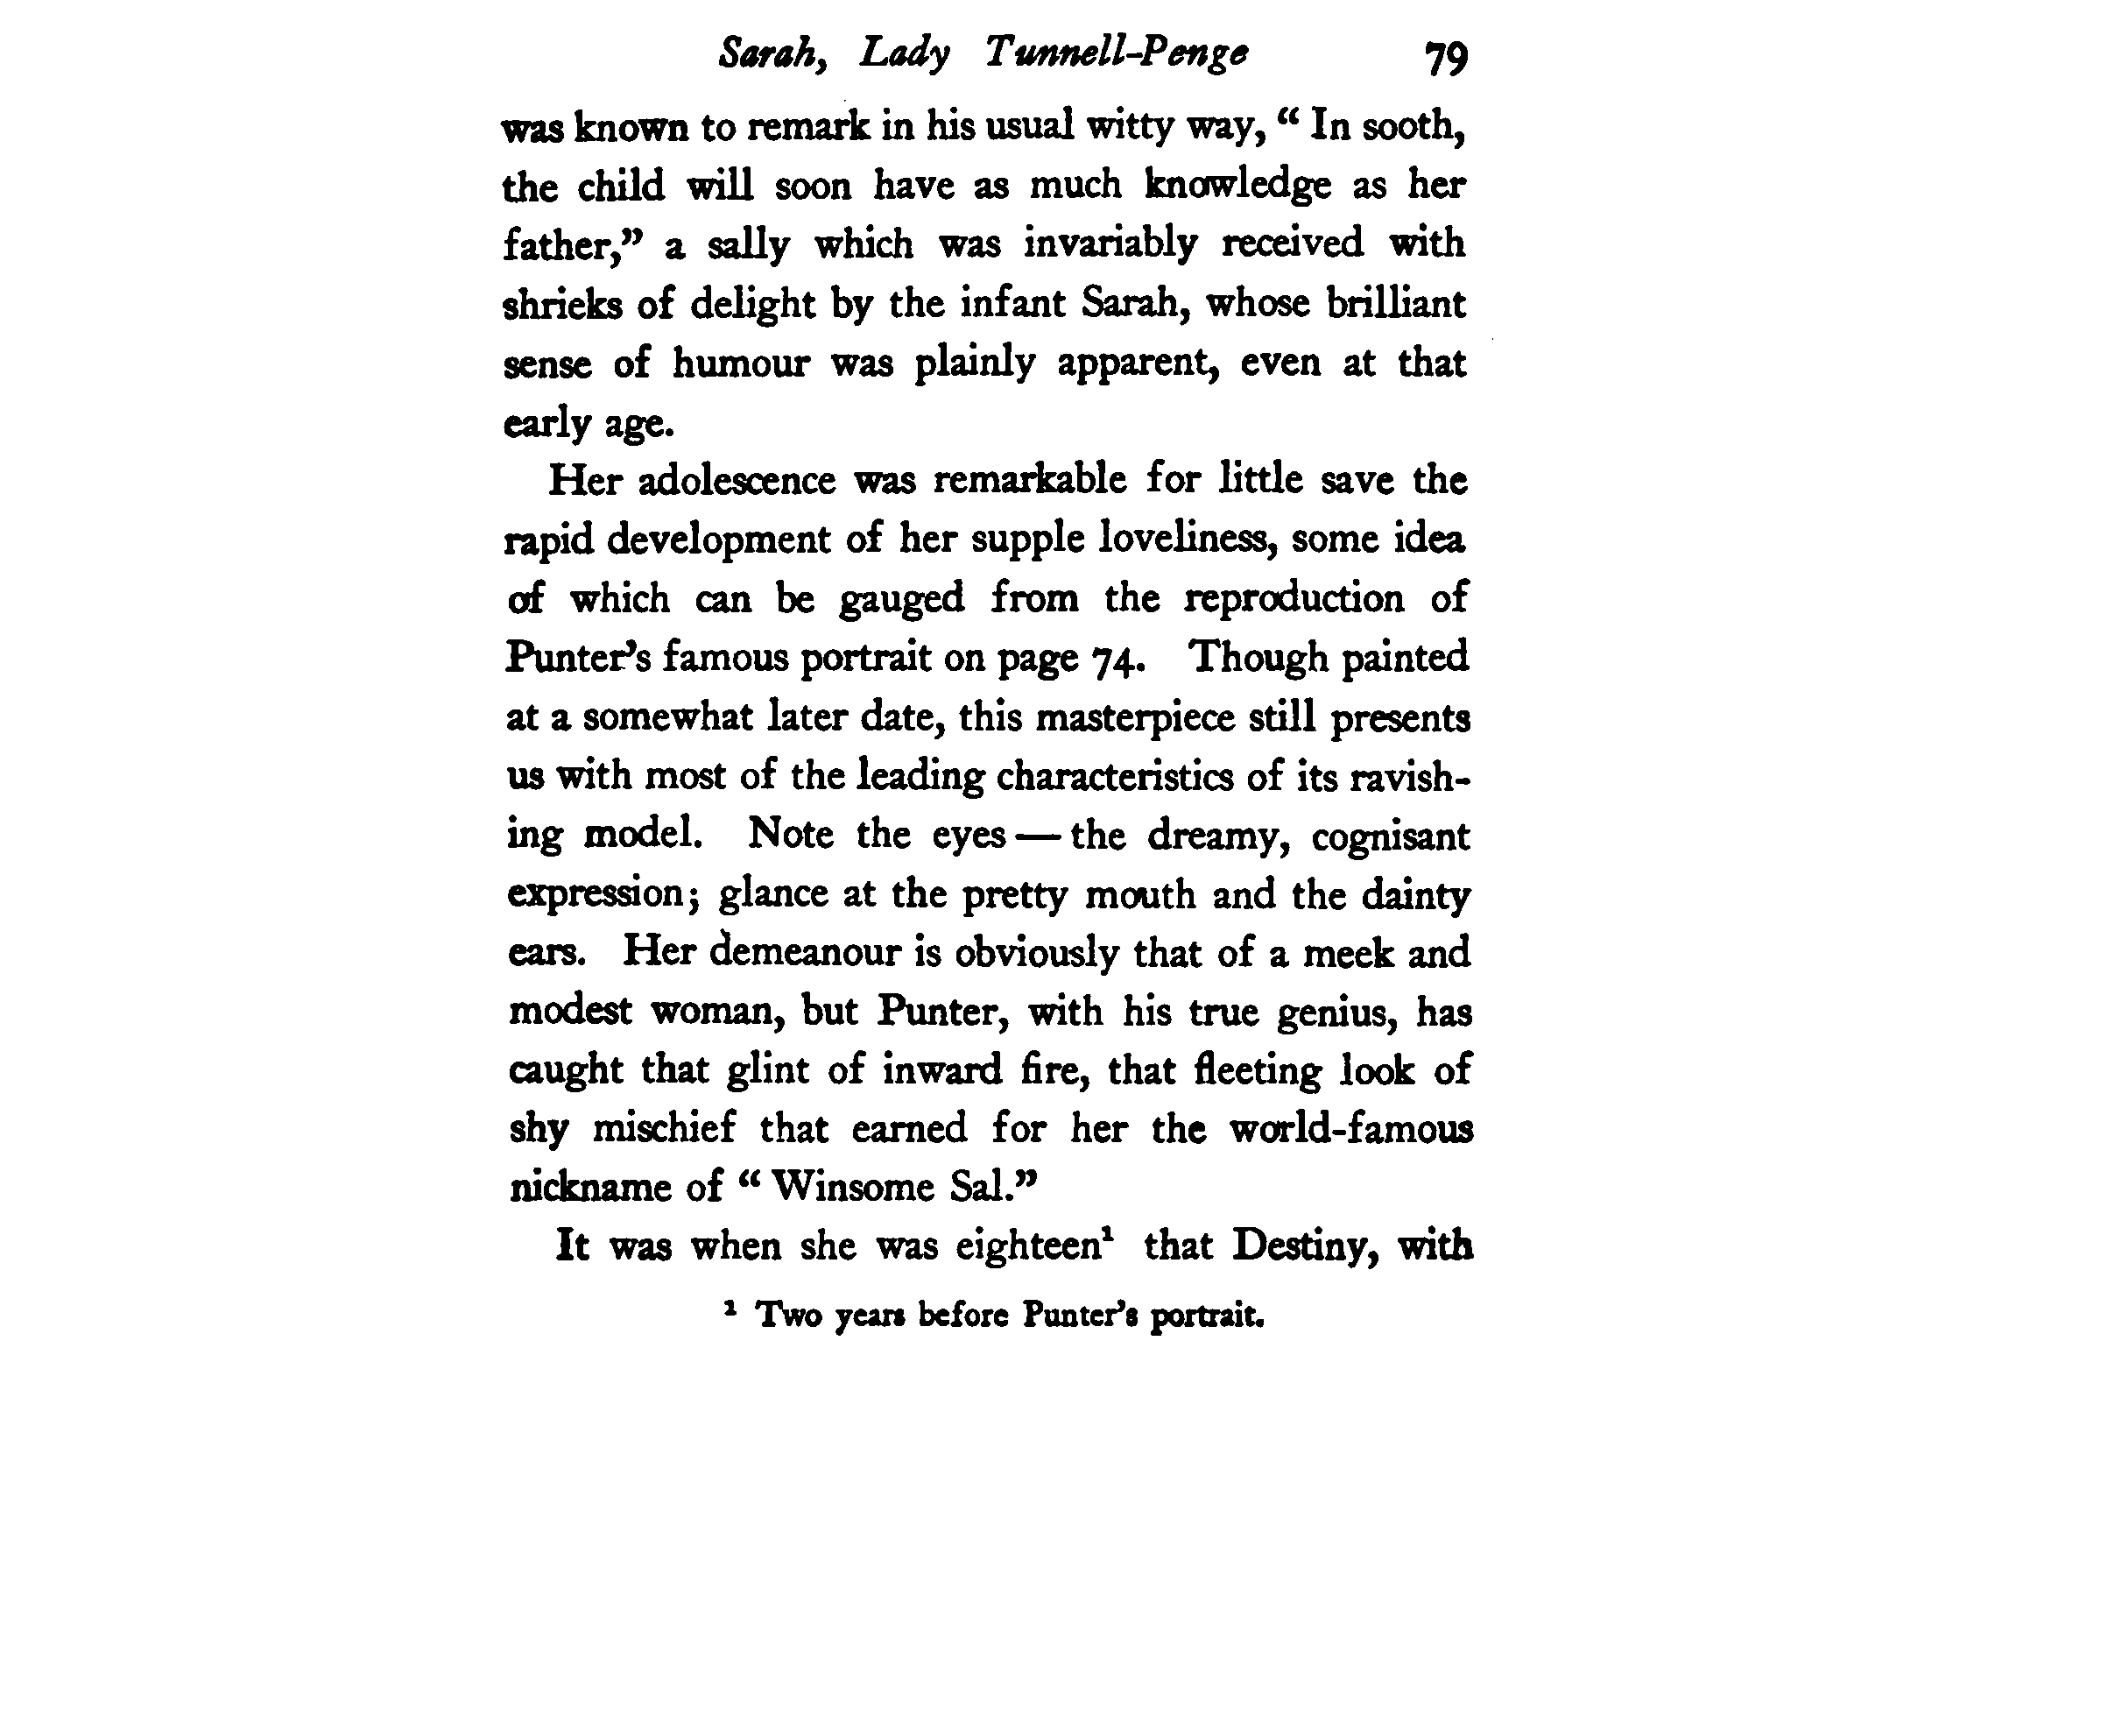 Sarah, Lady Tunnell-Penge 79
was known to remark in his usual witty way, “ In sooth,
the child will soon have as much knowledge as her
father,” a sally which was invariably received with
shrieks of delight by the infant Sarah, whose brilliant
sense of humour was plainly apparent, even at that
early age.
Her adolescence was remarkable for little save the
rapid development of her supple loveliness, some idea
of which can be gauged from the reproduction of
Punter’s famous portrait on page 74. Though painted
at a somewhat later date, this masterpiece still presents
us with most of the leading characteristics of its ravish-
ing model. Note the eyes — the dreamy, cognisant
expression; glance at the pretty mouth and the dainty
ears. Her demeanour is obviously that of a meek and
modest woman, but Punter, with his true genius, has
caught that glint of inward fire, that fleeting look of
shy mischief that earned for her the world-famous
nickname of “ Winsome Sal.”
It was when she was eighteen¹ that Destiny, with
¹ Two years before Punter’s portrait.